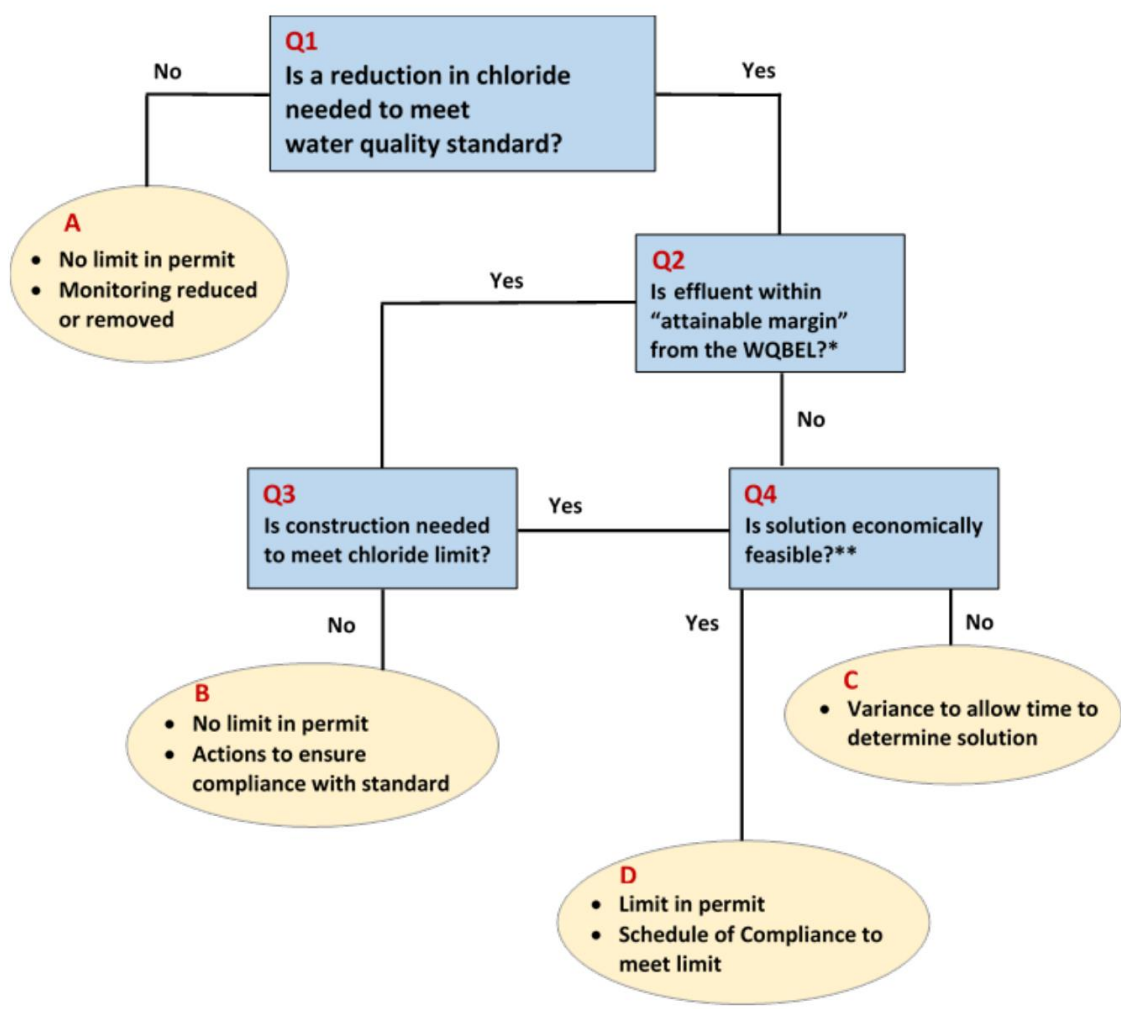 Q1
Is a reduction in chloride
needed to meet
water quality standard?
No
Yes
A
• No limit in permit
• Monitoring reduced
or removed
Q2
Is effluent within
“attainable margin”
from the WQBEL?*
Yes
No
Q3
Is construction needed
to meet chloride limit?
Yes
Q4
Is solution economically
feasible?**
No
Yes
No
B
• No limit in permit
• Actions to ensure
compliance with standard
C
• Variance to allow time to
determine solution
D
• Limit in permit
• Schedule of Compliance to
meet limit